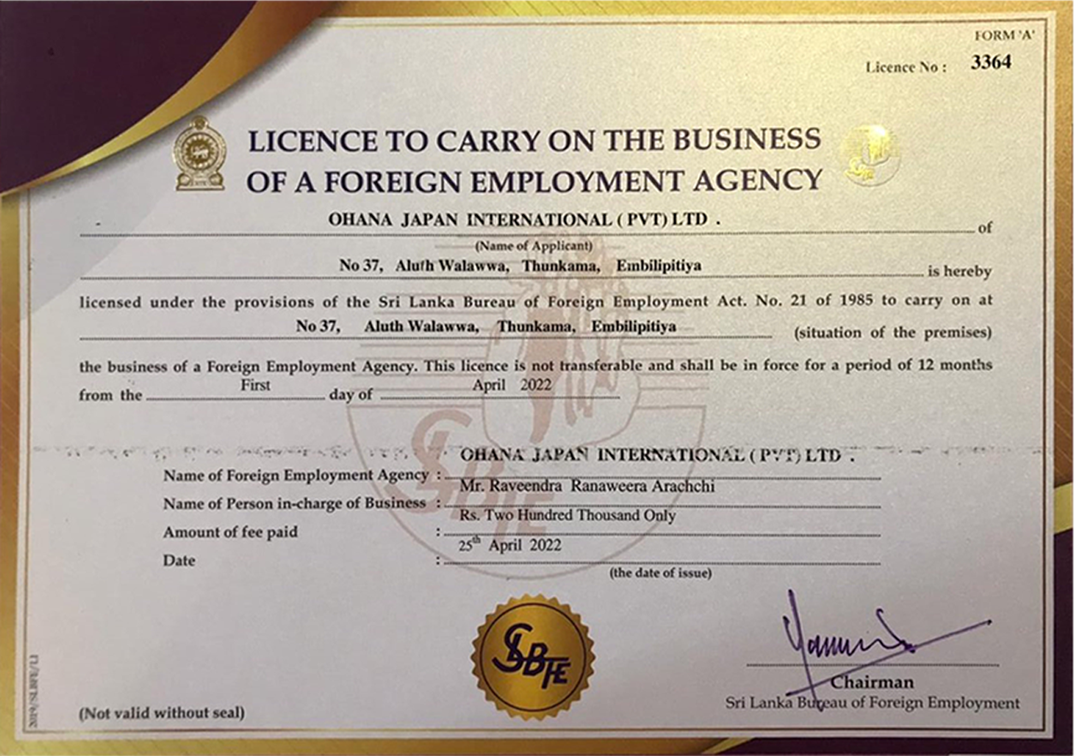 FORM 'A'
Licence No : 3364
LICENCE TO CARRY ON THE BUSINESS
OF A FOREIGN EMPLOYMENT AGENCY
OHANA JAPAN INTERNATIONAL ( PVT) LTD .
of
(Name of Applicant)
No 37, Aluth Walawwa, Thunkama, Embilipitiya
is hereby
licensed under the provisions of the Sri Lanka Bureau of Foreign Employment Act. No. 21 of 1985 to carry on at
No 37, Aluth Walawwa, Thunkama, Embilipitiya
(situation of the premises)
the business of a Foreign Employment Agency. This licence is not transferable and shall be in force for a period of 12 months
from the First day of April 2022
OHANA JAPAN INTERNATIONAL ( PVT) LTD .
Name of Foreign Employment Agency :
Mr. Raveendra Ranaweera Arachchi
Name of Person in-charge of Business :
Rs. Two Hundred Thousand Only
Amount of fee paid :
25th April 2022
Date :
(the date of issue)
SLBFE
SLBFE
Chairman
Sri Lanka Bureau of Foreign Employment
(Not valid without seal)